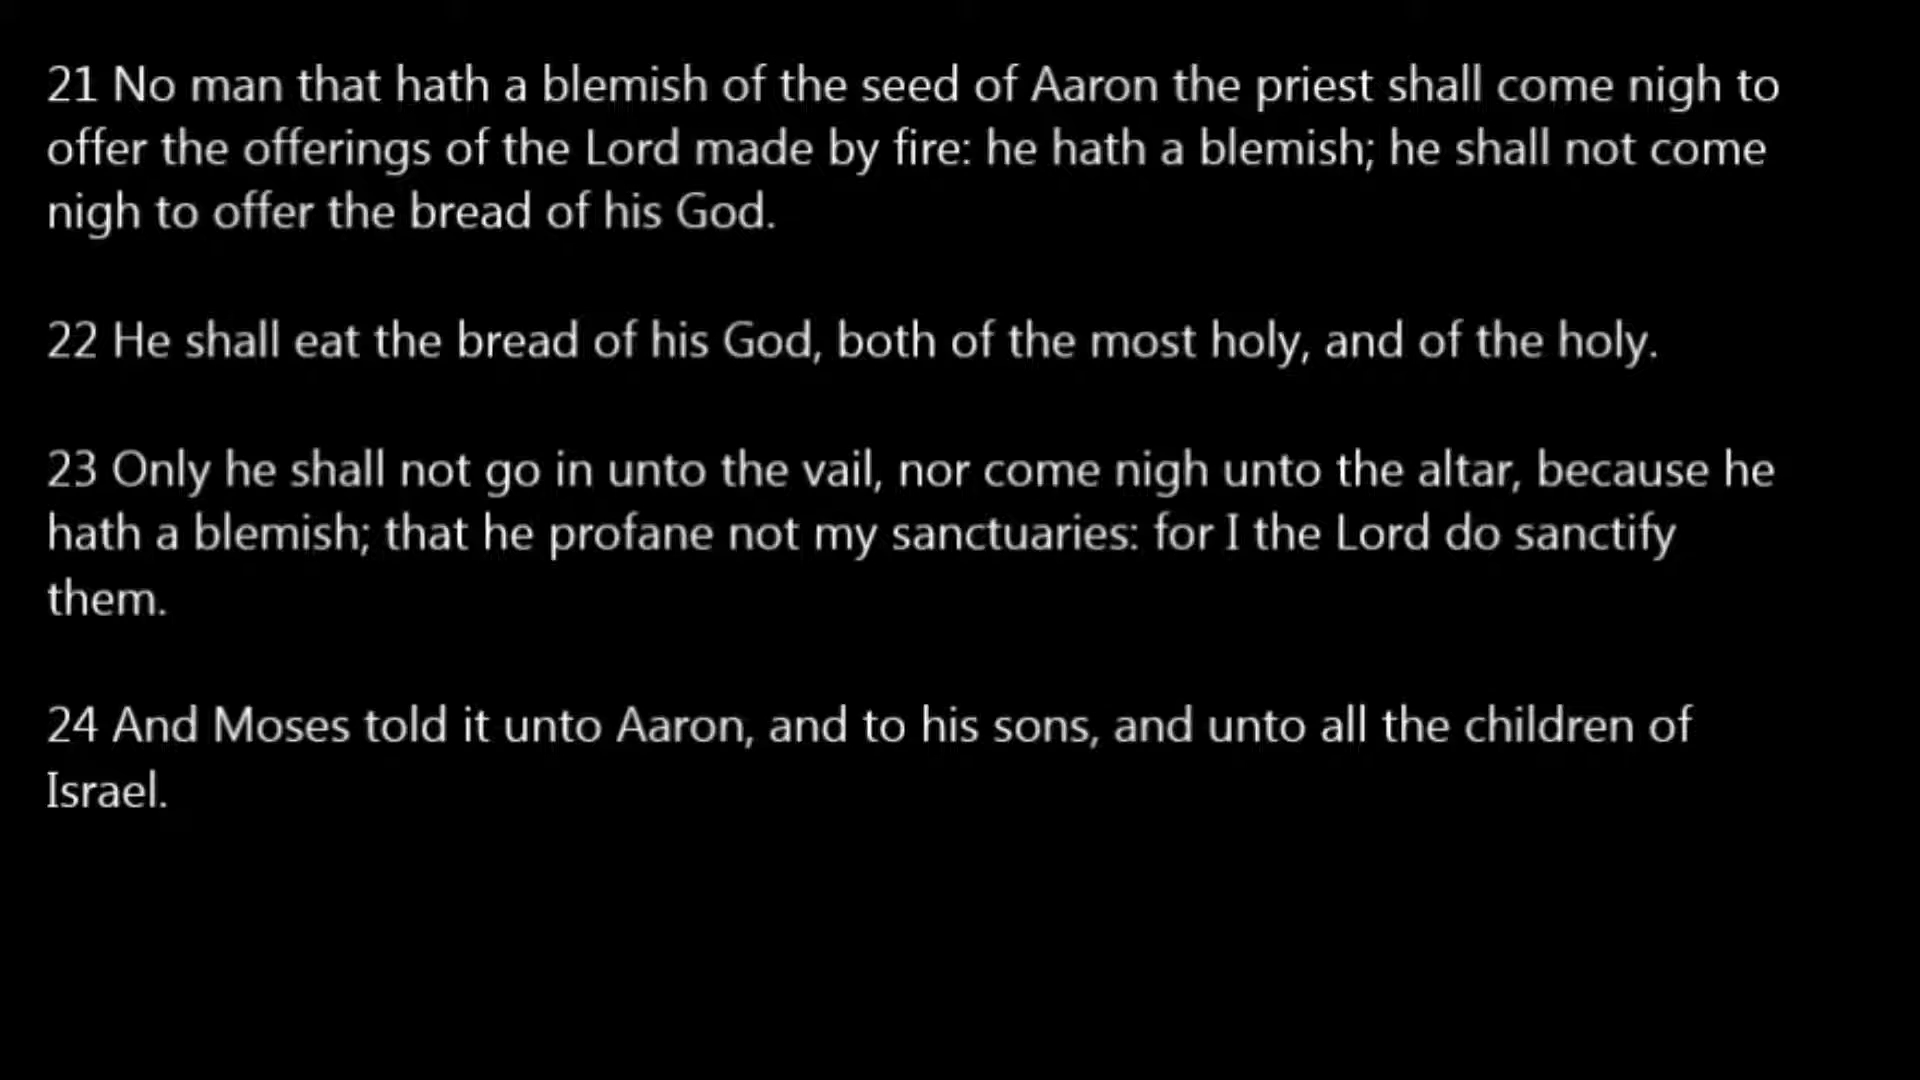 21 No man that hath a blemish of the seed of Aaron the priest shall come nigh to
offer the offerings of the Lord made by fire: he hath a blemish; he shall not come
nigh to offer the bread of his God.
22 He shall eat the bread of his God, both of the most holy, and of the holy.
23 Only he shall not go in unto the vail, nor come nigh unto the altar, because he
hath a blemish; that he profane not my sanctuaries: for I the Lord do sanctify
them.
24 And Moses told it unto Aaron, and to his sons, and unto all the children of
Israel.